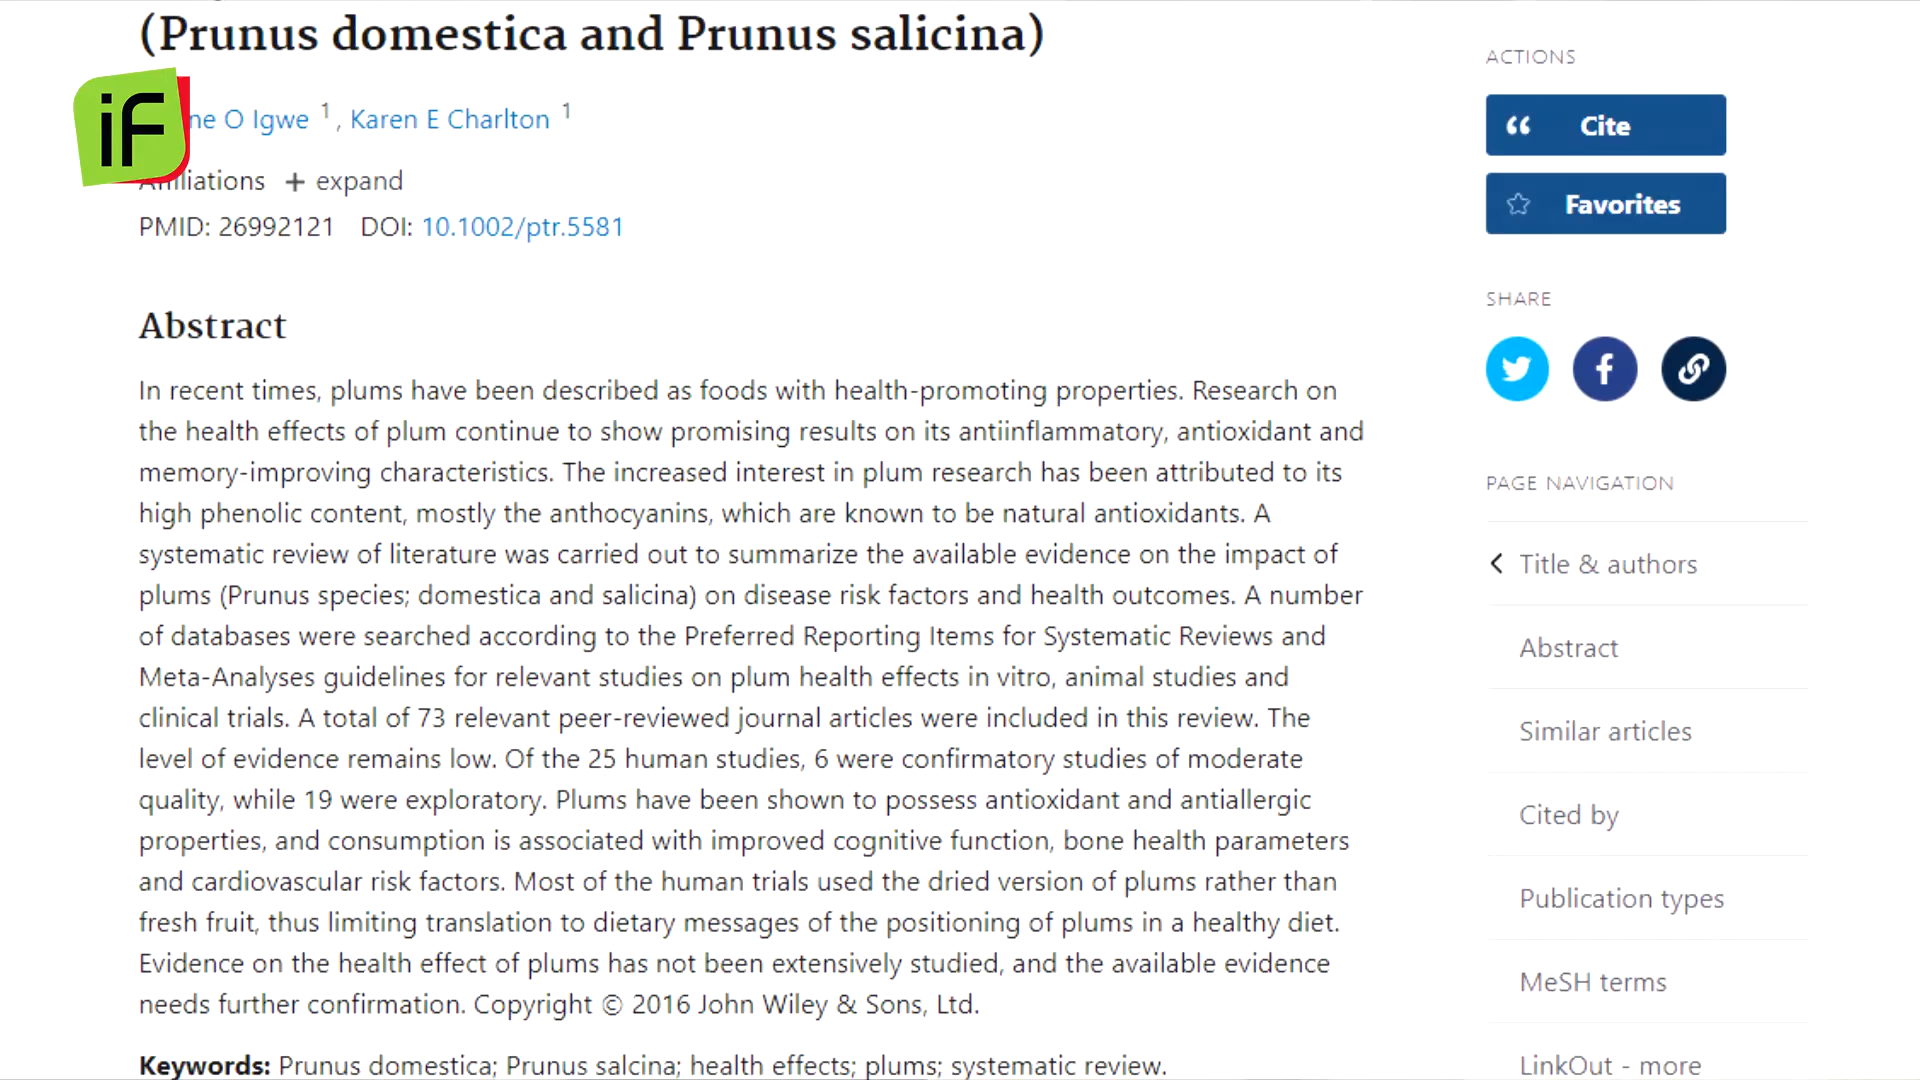 (Prunus domestica and Prunus salicina)
iF
ne O Igwe 1, Karen E Charlton 1
Affiliations + expand
PMID: 26992121 DOI: 10.1002/ptr.5581
Abstract
In recent times, plums have been described as foods with health-promoting properties. Research on
the health effects of plum continue to show promising results on its antiinflammatory, antioxidant and
memory-improving characteristics. The increased interest in plum research has been attributed to its
high phenolic content, mostly the anthocyanins, which are known to be natural antioxidants. A
systematic review of literature was carried out to summarize the available evidence on the impact of
plums (Prunus species; domestica and salicina) on disease risk factors and health outcomes. A number
of databases were searched according to the Preferred Reporting Items for Systematic Reviews and
Meta-Analyses guidelines for relevant studies on plum health effects in vitro, animal studies and
clinical trials. A total of 73 relevant peer-reviewed journal articles were included in this review. The
level of evidence remains low. Of the 25 human studies, 6 were confirmatory studies of moderate
quality, while 19 were exploratory. Plums have been shown to possess antioxidant and antiallergic
properties, and consumption is associated with improved cognitive function, bone health parameters
and cardiovascular risk factors. Most of the human trials used the dried version of plums rather than
fresh fruit, thus limiting translation to dietary messages of the positioning of plums in a healthy diet.
Evidence on the health effect of plums has not been extensively studied, and the available evidence
needs further confirmation. Copyright © 2016 John Wiley & Sons, Ltd.
Keywords: Prunus domestica; Prunus salcina; health effects; plums; systematic review.
ACTIONS
Cite
Favorites
SHARE
PAGE NAVIGATION
Title & authors
Abstract
Similar articles
Cited by
Publication types
MeSH terms
LinkOut - more